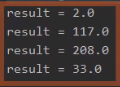 result = 2.0
result = 117.0
result = 208.0
result = 33.0